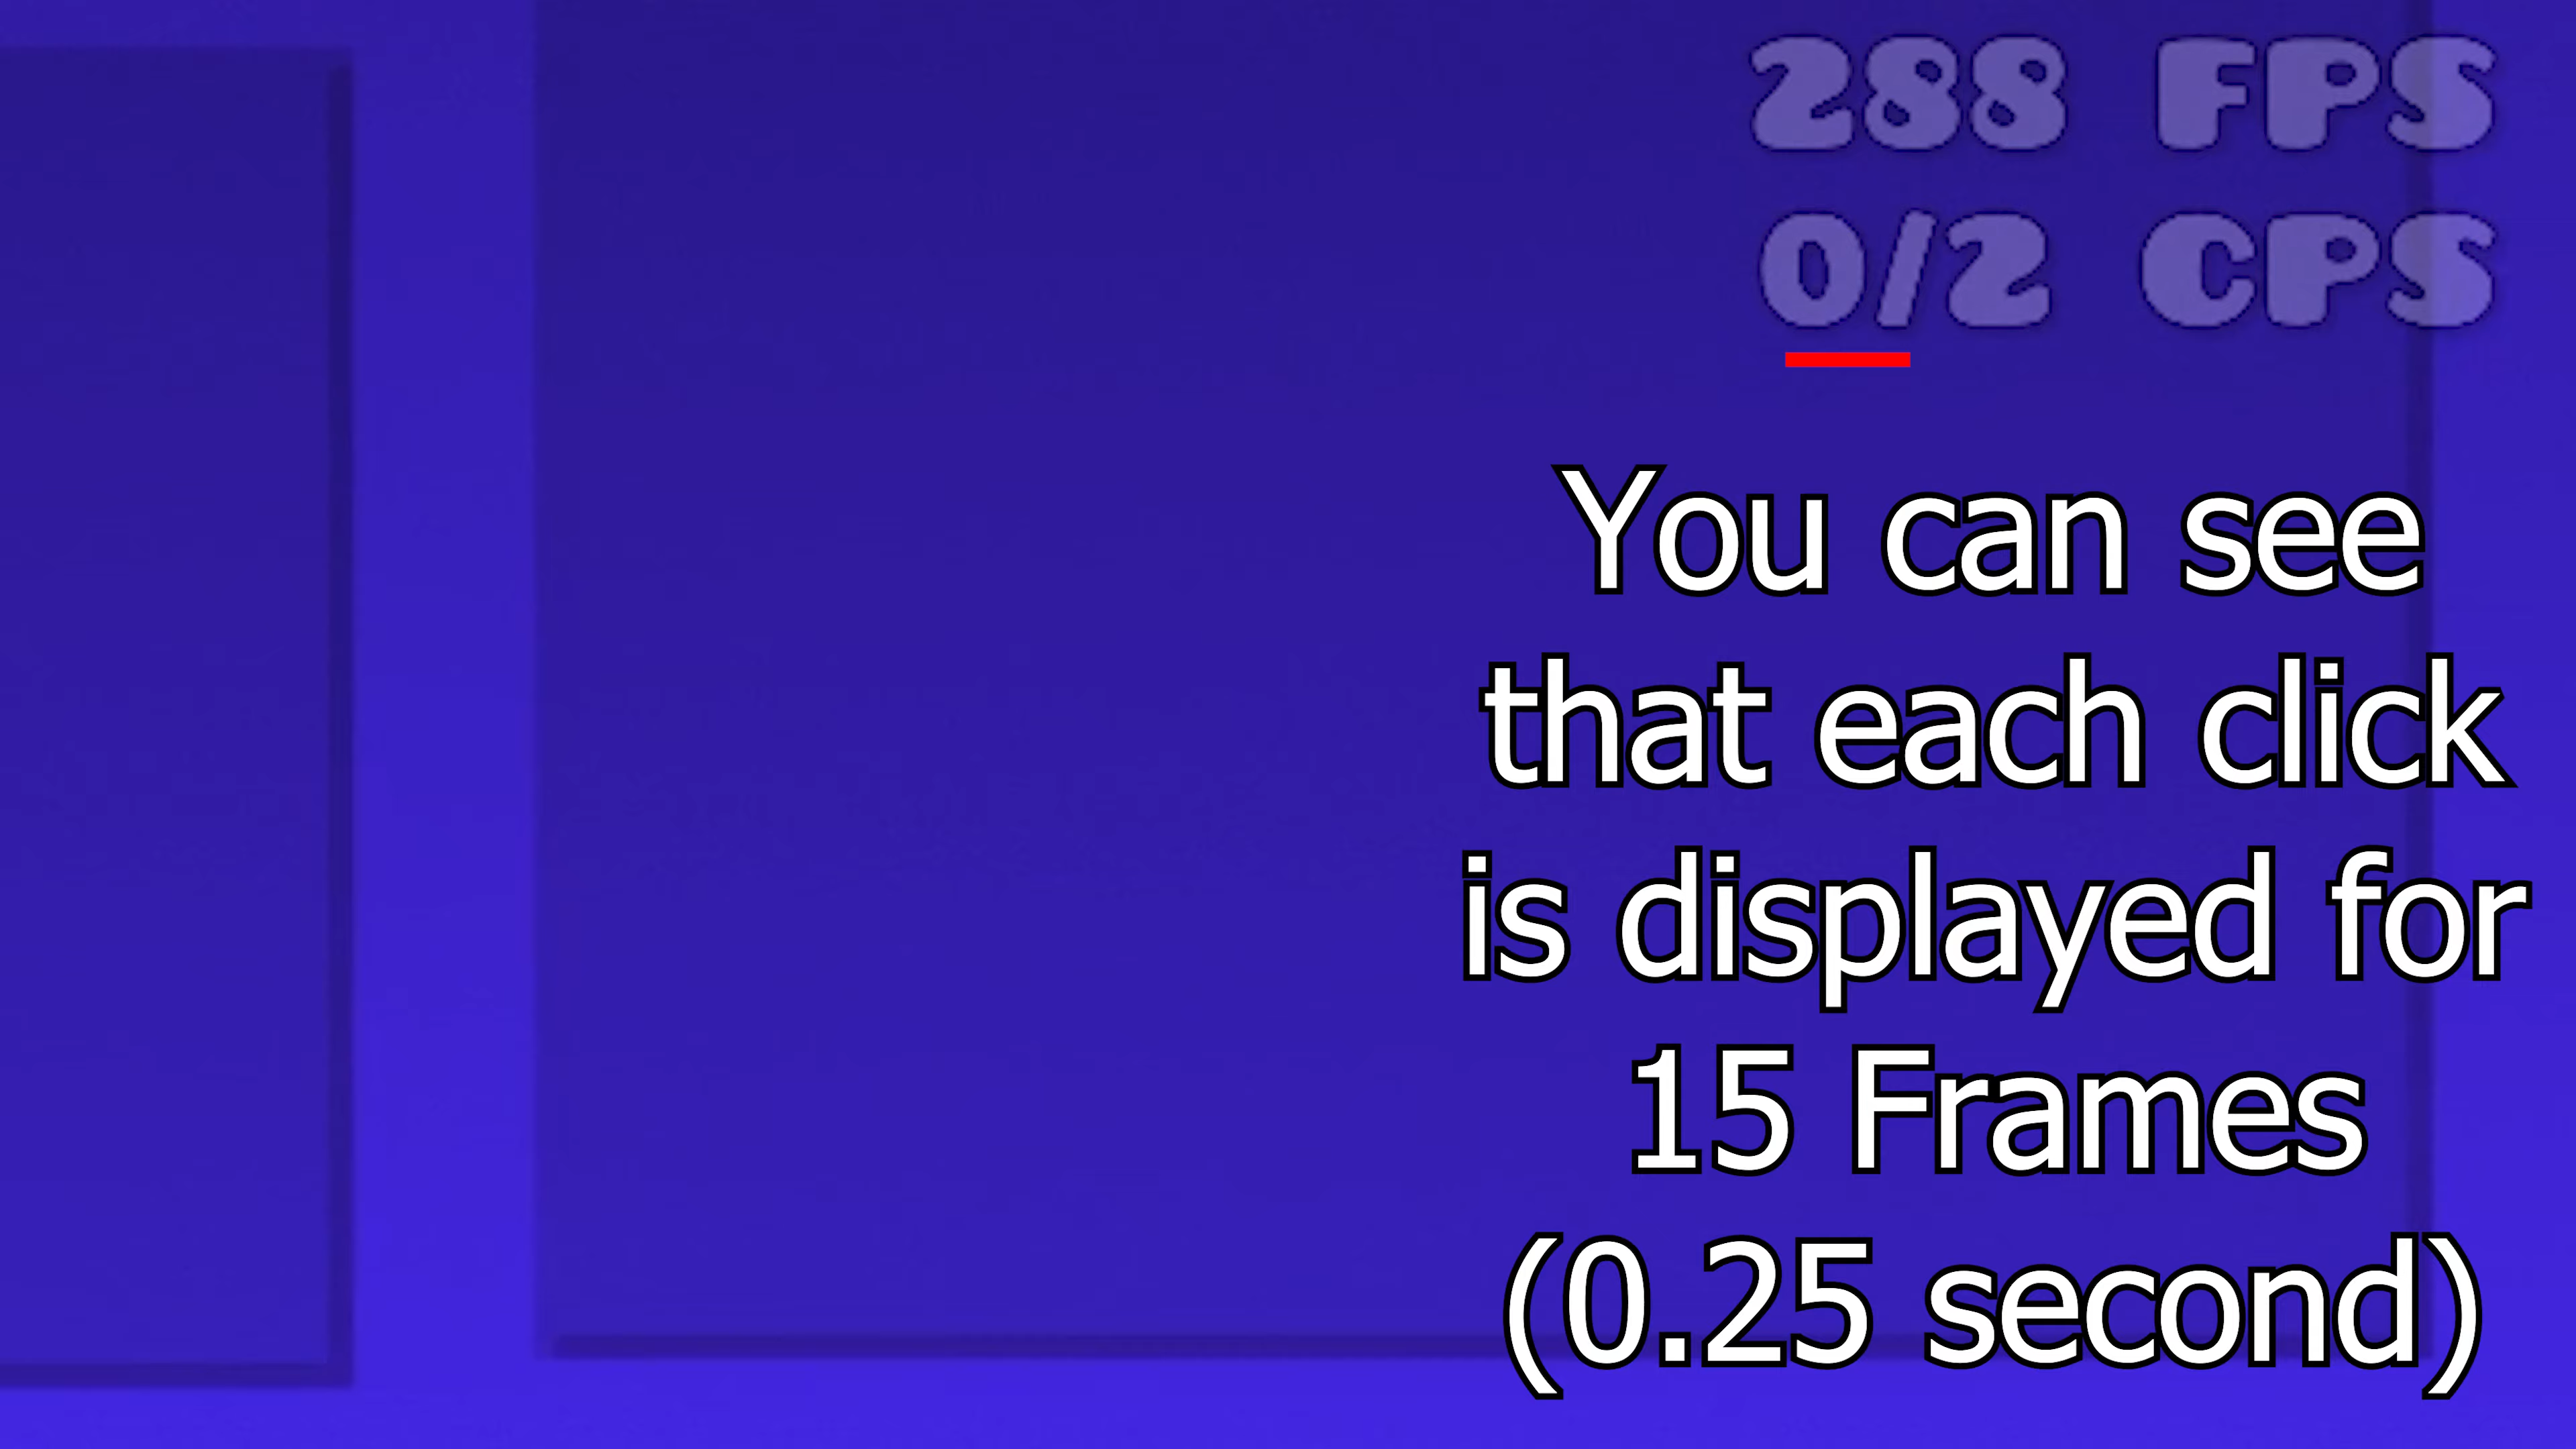 288 FPS
0/2 CPS
You can see
that each click
is displayed for
15 Frames
(0.25 second)